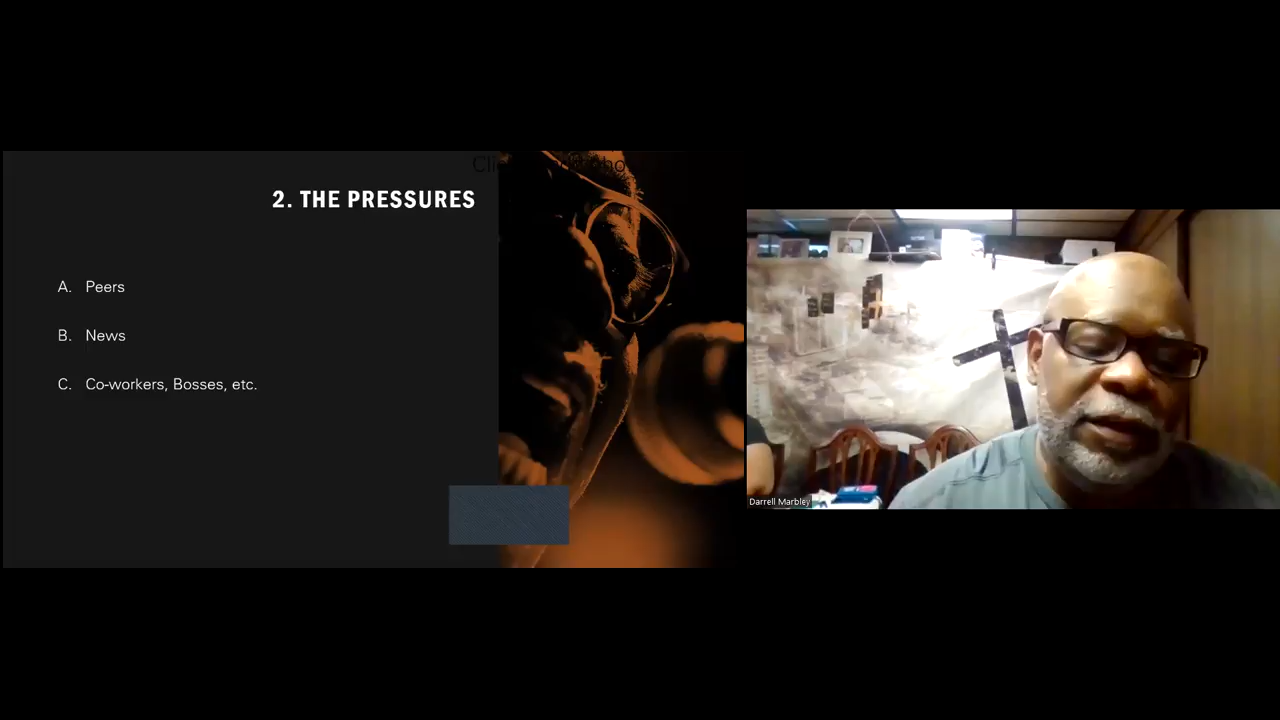 2. THE PRESSURES
A. Peers
B. News
C. Co-workers, Bosses, etc.
Darrell Marbley